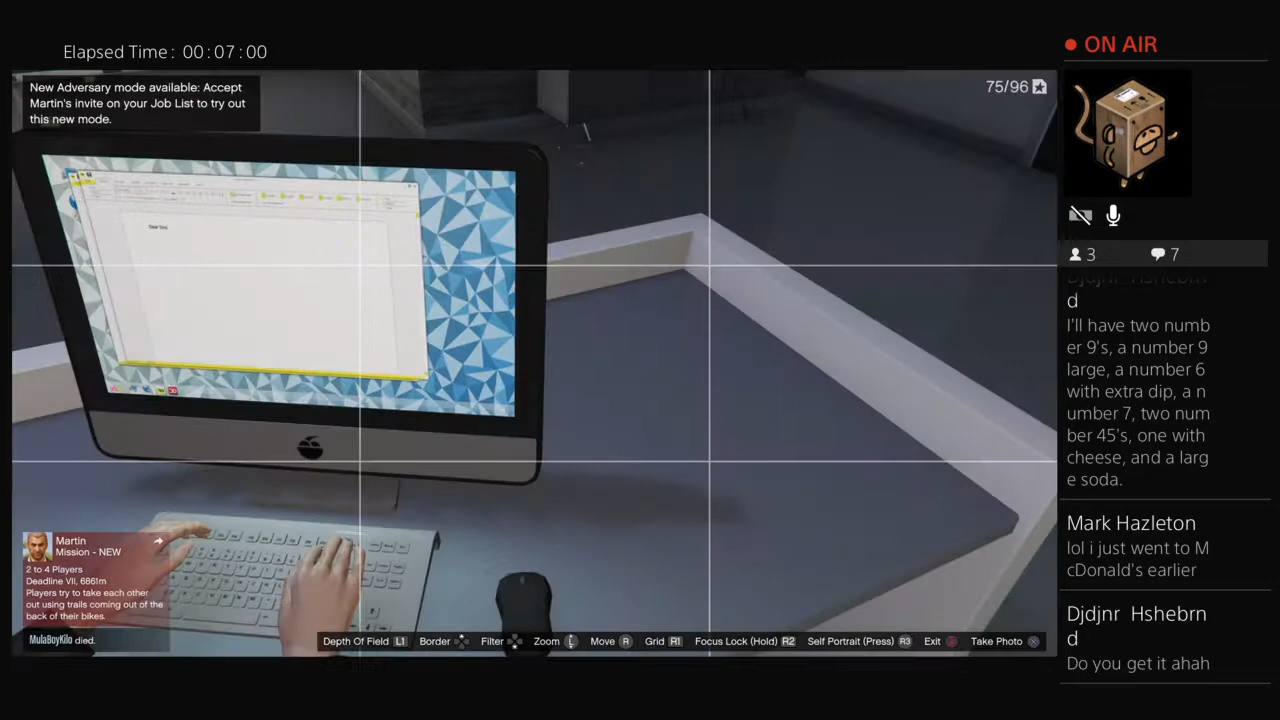 Elapsed Time: 00:07:00
ON AIR
New Adversary mode available: Accept
Martin's invite on your Job List to try out
this new mode.
75/96
3
7
d
I'll have two numb
er 9's, a number 9
large, a number 6
with extra dip, a n
umber 7, two num
ber 45's, one with
cheese, and a larg
e soda.
Mark Hazleton
lol i just went to M
cDonald's earlier
Djdjnr Hshebrn
d
Do you get it ahah
Martin
Mission - NEW
2 to 4 Players
Deadline VII, 6861m
Players try to take each other
out using trails coming out of the
back of their bikes.
MulaBoyKilo died.
Depth Of Field L1 Border Filter Zoom L Move R Grid R1 Focus Lock (Hold) R2 Self Portrait (Press) R3 Exit Take Photo